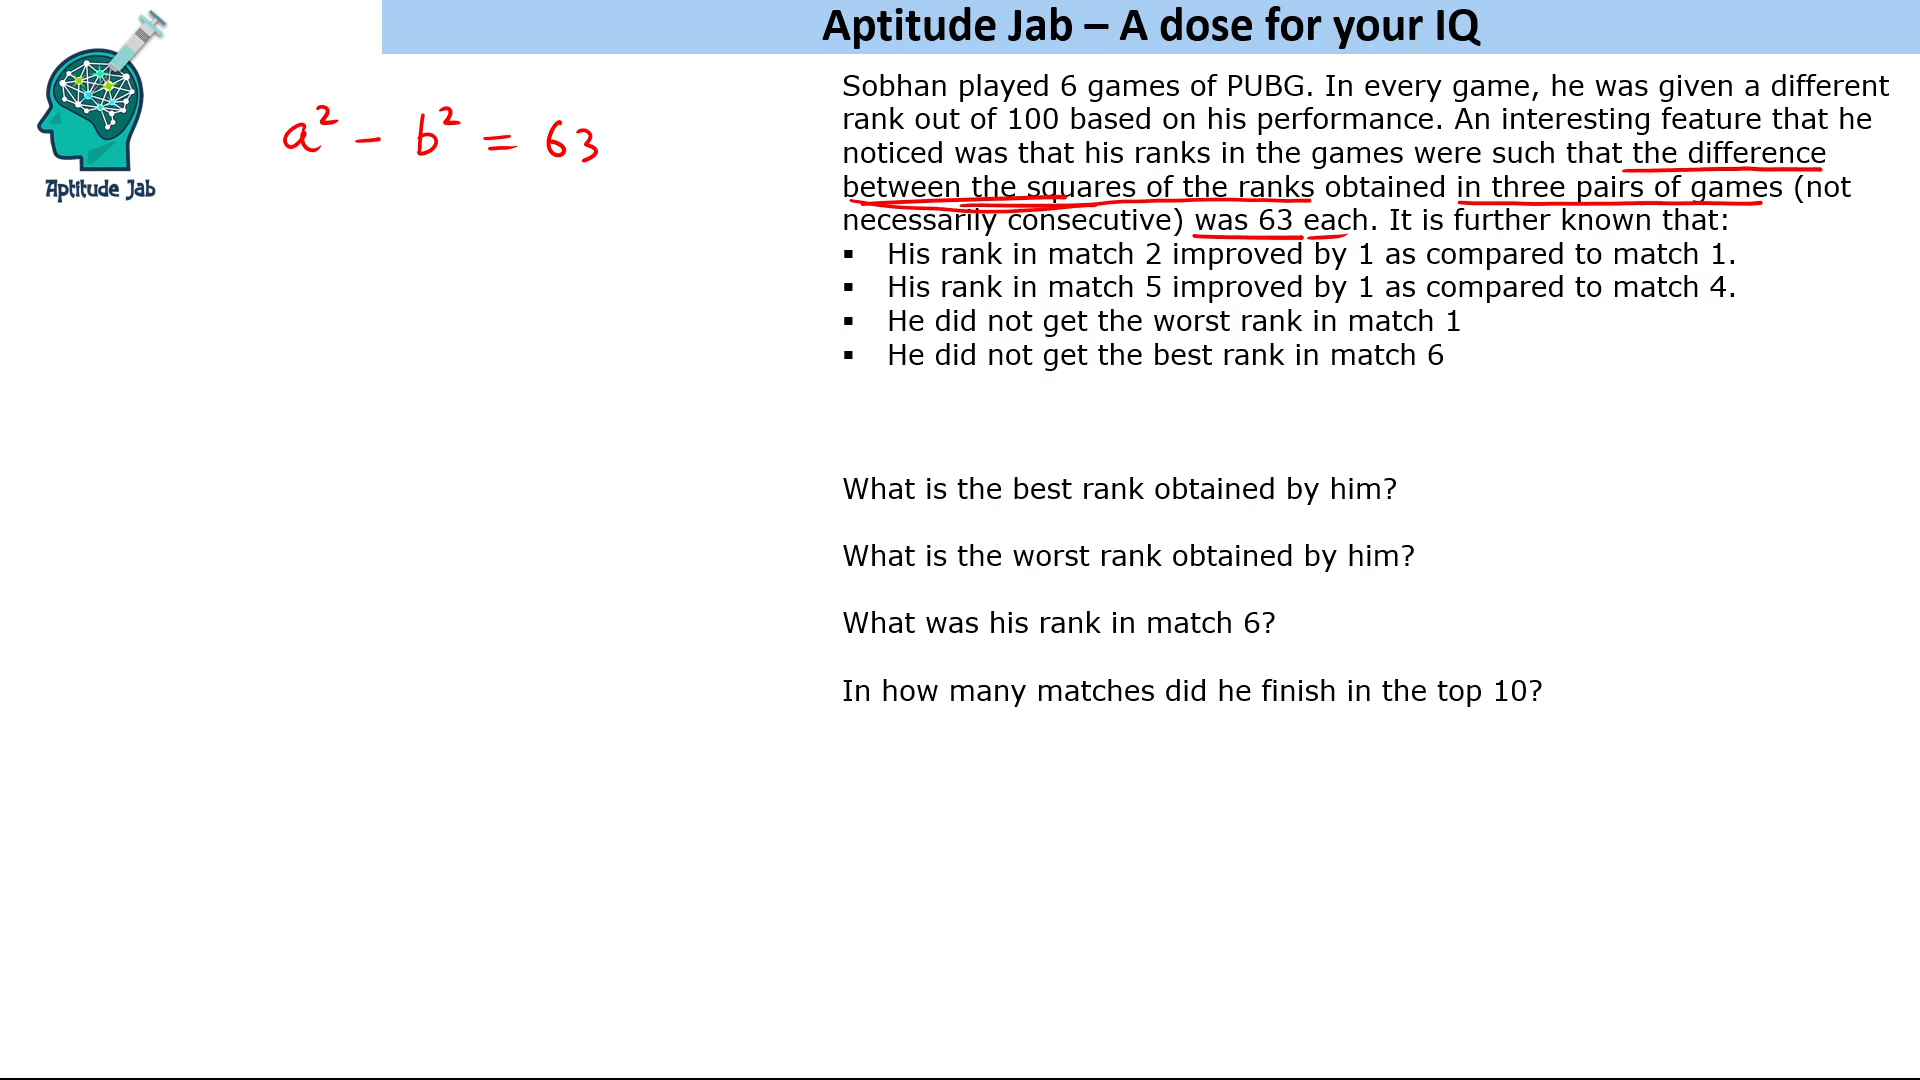 Aptitude Jab – A dose for your IQ
Aptitude Jab
a² - b² = 63
Sobhan played 6 games of PUBG. In every game, he was given a different
rank out of 100 based on his performance. An interesting feature that he
noticed was that his ranks in the games were such that the difference
between the squares of the ranks obtained in three pairs of games (not
necessarily consecutive) was 63 each. It is further known that:
▪ His rank in match 2 improved by 1 as compared to match 1.
▪ His rank in match 5 improved by 1 as compared to match 4.
▪ He did not get the worst rank in match 1
▪ He did not get the best rank in match 6
What is the best rank obtained by him?
What is the worst rank obtained by him?
What was his rank in match 6?
In how many matches did he finish in the top 10?